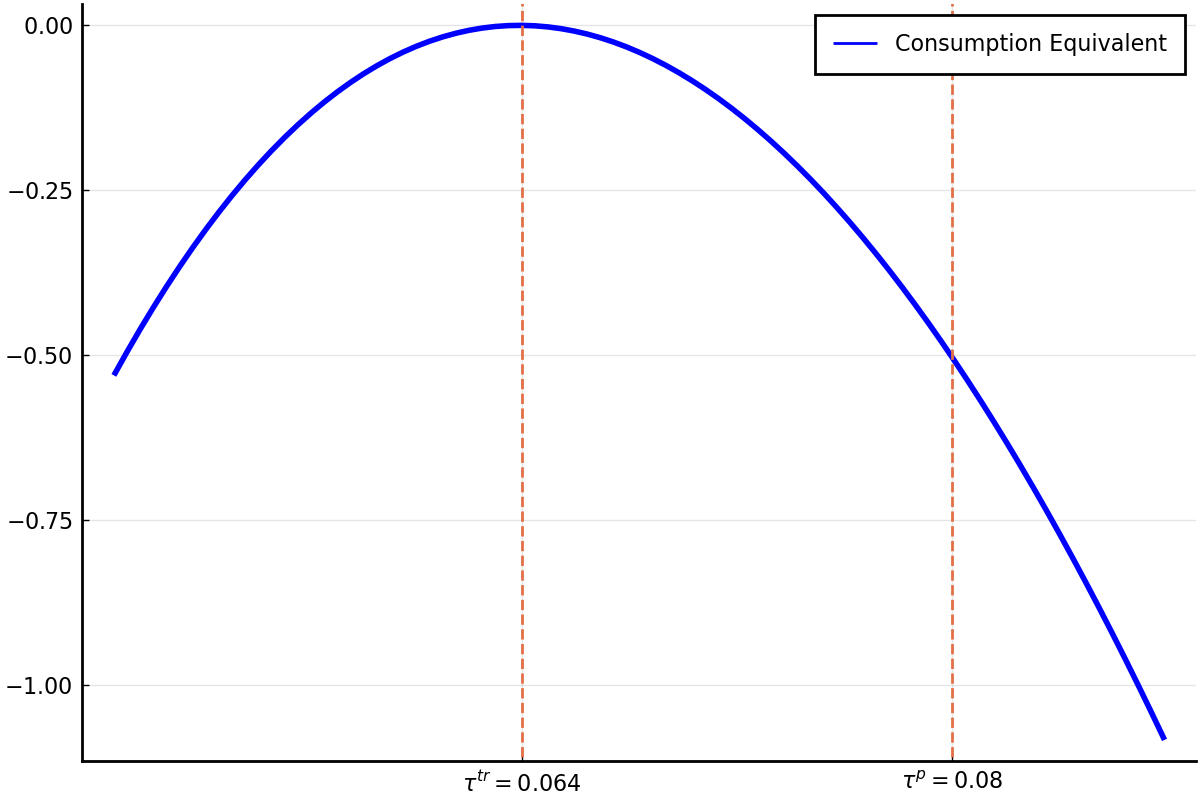 0.00
Consumption Equivalent
−0.25
−0.50
−0.75
−1.00
τ^{tr} = 0.064
τ^{p} = 0.08